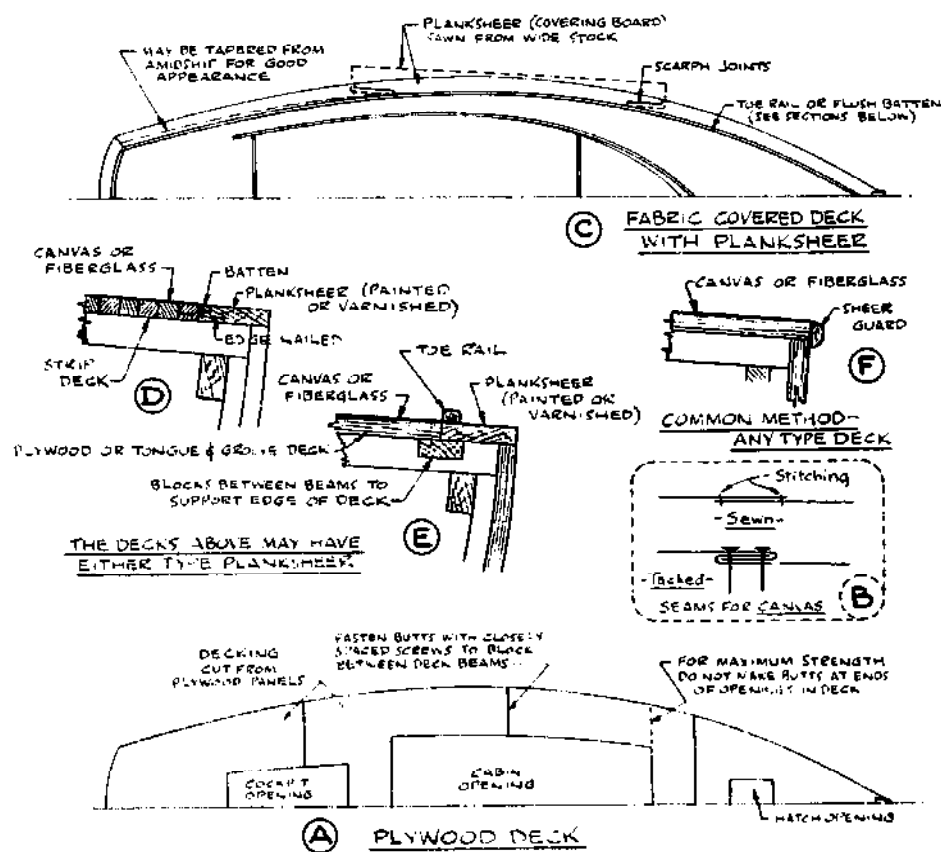 PLANKSHEER (COVERING BOARD)
SAWN FROM WIDE STOCK
MAY BE TAPERED FROM
AMIDSHIP FOR GOOD
APPEARANCE
SCARPH JOINTS
TOE RAIL OR FLUSH BATTEN
(SEE SECTIONS BELOW)
C FABRIC COVERED DECK
WITH PLANKSHEER
CANVAS OR
FIBERGLASS
BATTEN
PLANKSHEER (PAINTED
OR VARNISHED)
EDGE NAILED
STRIP
DECK
D
TOE RAIL
CANVAS OR
FIBERGLASS
PLANKSHEER
(PAINTED OR
VARNISHED)
PLYWOOD OR TONGUE & GROOVE DECK
BLOCKS BETWEEN BEAMS TO
SUPPORT EDGE OF DECK
E
THE DECKS ABOVE MAY HAVE
EITHER TYPE PLANKSHEER
CANVAS OR FIBERGLASS
SHEER
GUARD
F
COMMON METHOD-
ANY TYPE DECK
Stitching
-Sewn-
-Tacked-
SEAMS FOR CANVAS
B
DECKING
CUT FROM
PLYWOOD PANELS
FASTEN BUTTS WITH CLOSELY
SPACED SCREWS TO BLOCK
BETWEEN DECK BEAMS
FOR MAXIMUM STRENGTH
DO NOT MAKE BUTTS AT ENDS
OF OPENINGS IN DECK
COCKPIT
OPENING
CABIN
OPENING
HATCH OPENING
A PLYWOOD DECK